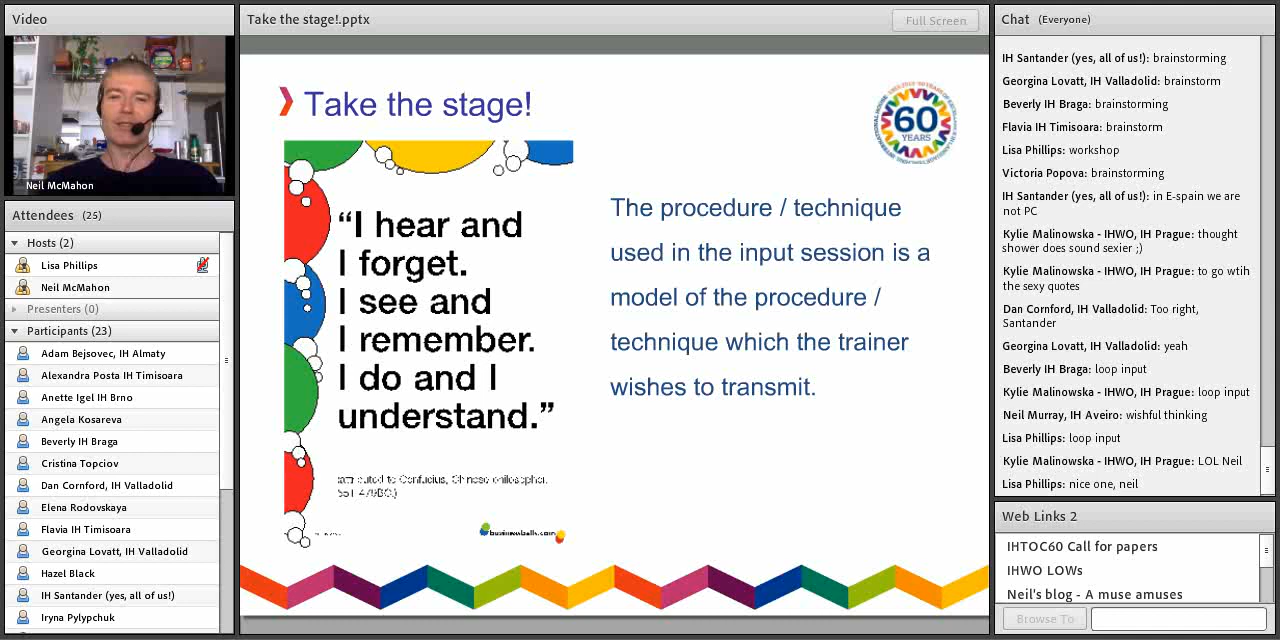 Video
Neil McMahon
Attendees (25)
Hosts (2)
Lisa Phillips
Neil McMahon
Presenters (0)
Participants (23)
Adam Bejsovec, IH Almaty
Alexandra Posta IH Timisoara
Anette Igel IH Brno
Angela Kosareva
Beverly IH Braga
Cristina Topciov
Dan Cornford, IH Valladolid
Elena Rodovskaya
Flavia IH Timisoara
Georgina Lovatt, IH Valladolid
Hazel Black
IH Santander (yes, all of us!)
Iryna Pylypchuk
Take the stage!.pptx
Full Screen
Take the stage!
60
YEARS
“I hear and
I forget.
I see and
I remember.
I do and I
understand.”
attributed to Confucius, Chinese philosopher,
businessballs.com
The procedure / technique
used in the input session is a
model of the procedure /
technique which the trainer
wishes to transmit.
Chat (Everyone)
IH Santander (yes, all of us!): brainstorming
Georgina Lovatt, IH Valladolid: brainstorm
Beverly IH Braga: brainstorming
Flavia IH Timisoara: brainstorm
Lisa Phillips: workshop
Victoria Popova: brainstorming
IH Santander (yes, all of us!): in E-spain we are
not PC
Kylie Malinowska - IHWO, IH Prague: thought
shower does sound sexier ;)
Kylie Malinowska - IHWO, IH Prague: to go wtih
the sexy quotes
Dan Cornford, IH Valladolid: Too right,
Santander
Georgina Lovatt, IH Valladolid: yeah
Beverly IH Braga: loop input
Kylie Malinowska - IHWO, IH Prague: loop input
Neil Murray, IH Aveiro: wishful thinking
Lisa Phillips: loop input
Kylie Malinowska - IHWO, IH Prague: LOL Neil
Lisa Phillips: nice one, neil
Web Links 2
IHTOC60 Call for papers
IHWO LOWs
Neil's blog - A muse amuses
Browse To